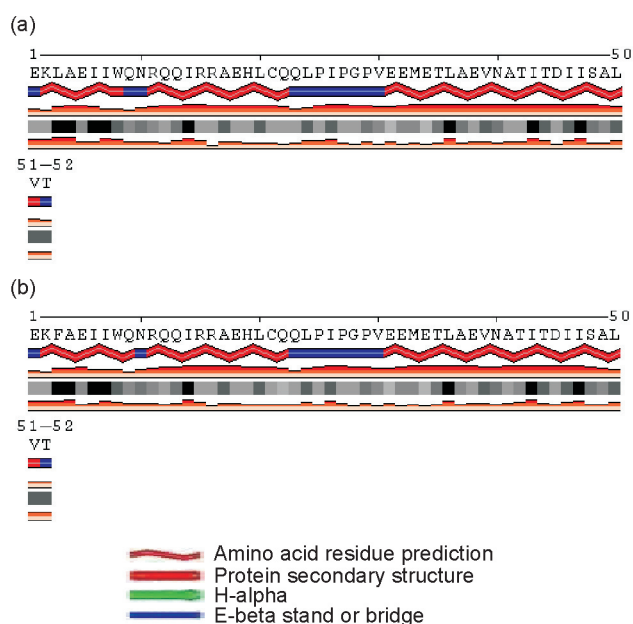 (a)
1 50
EKLAEIIWQNRQQIRRAEHLCQQLPIPGPVEEMETLAEVNATITDIISAL
51–52
VT
(b)
1 50
EKFAEIIWQNRQQIRRAEHLCQQLPIPGPVEEMETLAEVNATITDIISAL
51–52
VT
Amino acid residue prediction
Protein secondary structure
H-alpha
E-beta stand or bridge